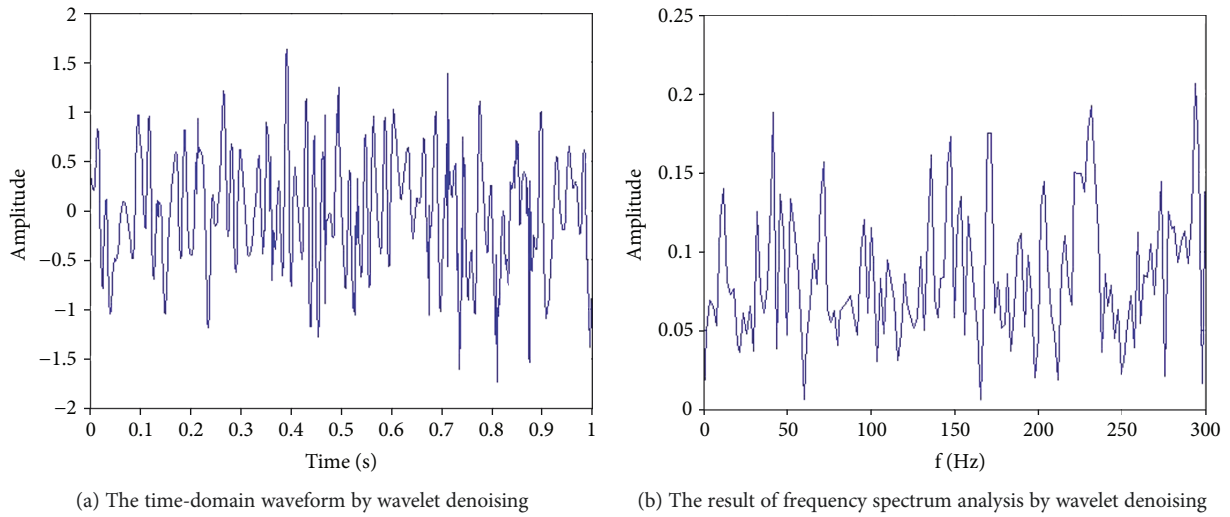 2
1.5
1
0.5
0
−0.5
−1
−1.5
−2
Amplitude
0 0.1 0.2 0.3 0.4 0.5 0.6 0.7 0.8 0.9 1
Time (s)
(a) The time-domain waveform by wavelet denoising
0.25
0.2
0.15
0.1
0.05
0
Amplitude
0 50 100 150 200 250 300
f (Hz)
(b) The result of frequency spectrum analysis by wavelet denoising